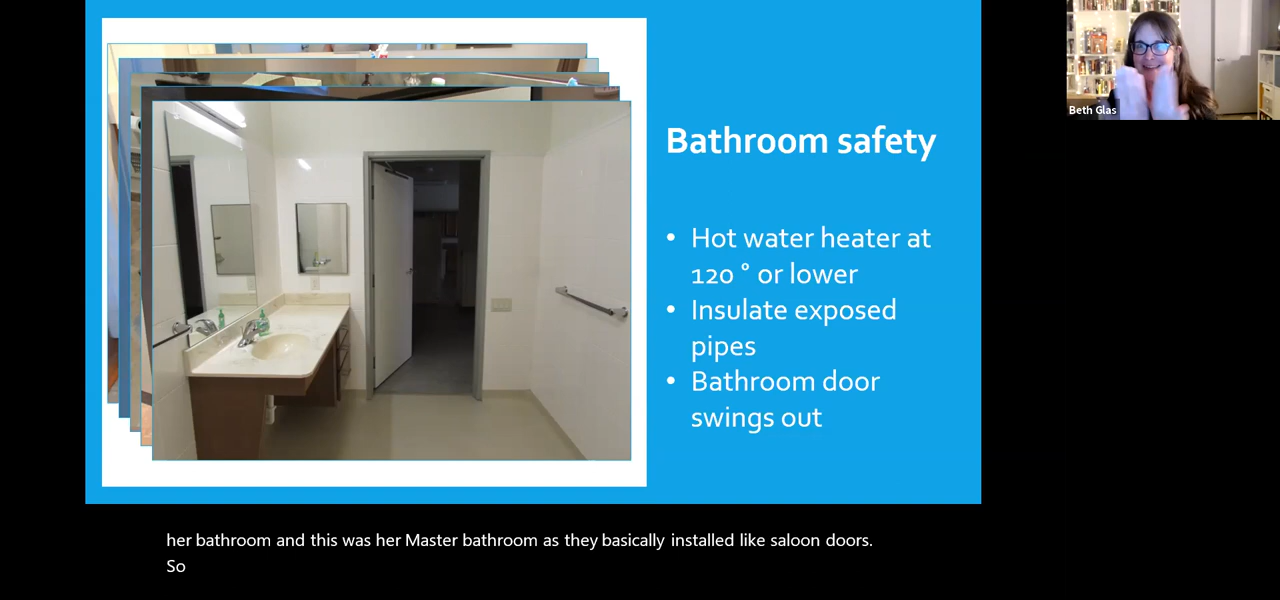 Bathroom safety
• Hot water heater at
120 ° or lower
• Insulate exposed
pipes
• Bathroom door
swings out
Beth Glas
her bathroom and this was her Master bathroom as they basically installed like saloon doors.
So